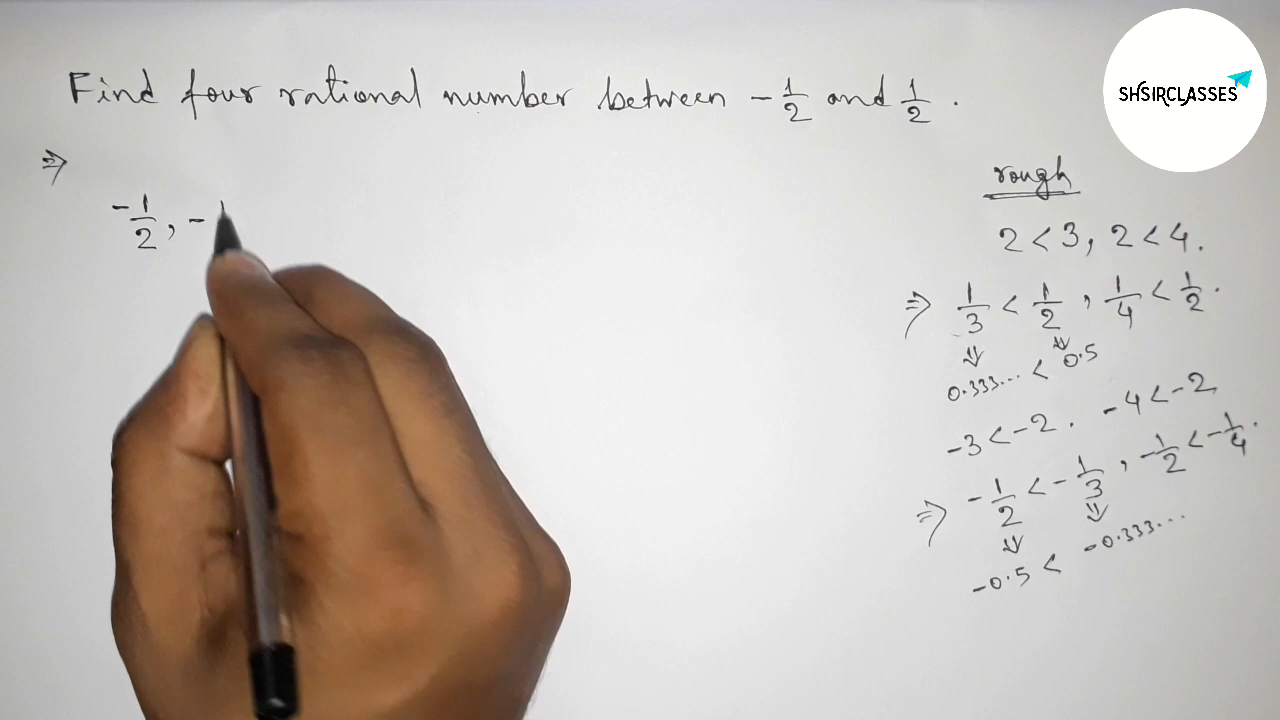 Find four rational number between -1/2 and 1/2 .
SHSIRCLASSES
⇒
-1/2, -1
rough
2 < 3, 2 < 4.
⇒ 1/3 < 1/2 , 1/4 < 1/2 .
⇓ ⇓
0.333... < 0.5
-3 < -2 . -4 < -2
⇒ -1/2 < -1/3 , -1/2 < -1/4 .
⇓ ⇓
-0.5 < -0.333...